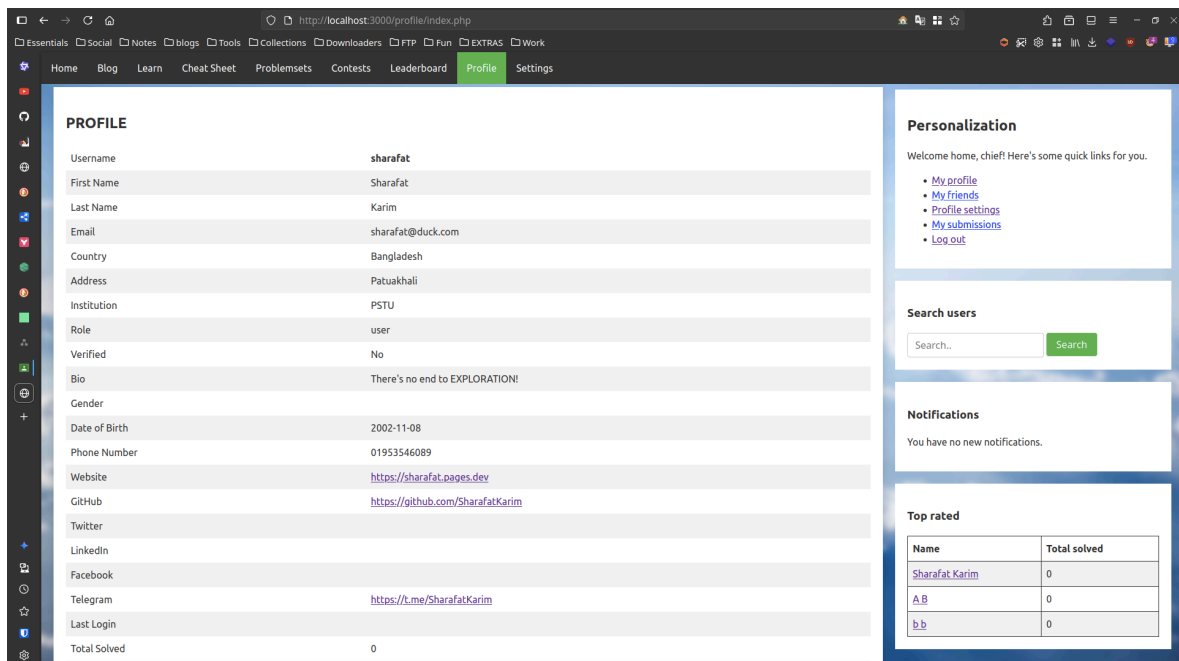 http://localhost:3000/profile/index.php
Essentials Social Notes blogs Tools Collections Downloaders FTP Fun EXTRAS Work
Home Blog Learn Cheat Sheet Problemsets Contests Leaderboard Profile Settings
PROFILE
Username sharafat
First Name Sharafat
Last Name Karim
Email sharafat@duck.com
Country Bangladesh
Address Patuakhali
Institution PSTU
Role user
Verified No
Bio There's no end to EXPLORATION!
Gender
Date of Birth 2002-11-08
Phone Number 01953546089
Website https://sharafat.pages.dev
GitHub https://github.com/SharafatKarim
Twitter
LinkedIn
Facebook
Telegram https://t.me/SharafatKarim
Last Login
Total Solved 0
Personalization
Welcome home, chief! Here's some quick links for you.
• My profile
• My friends
• Profile settings
• My submissions
• Log out
Search users
Search..
Search
Notifications
You have no new notifications.
Top rated
Name Total solved
Sharafat Karim 0
A B 0
b b 0